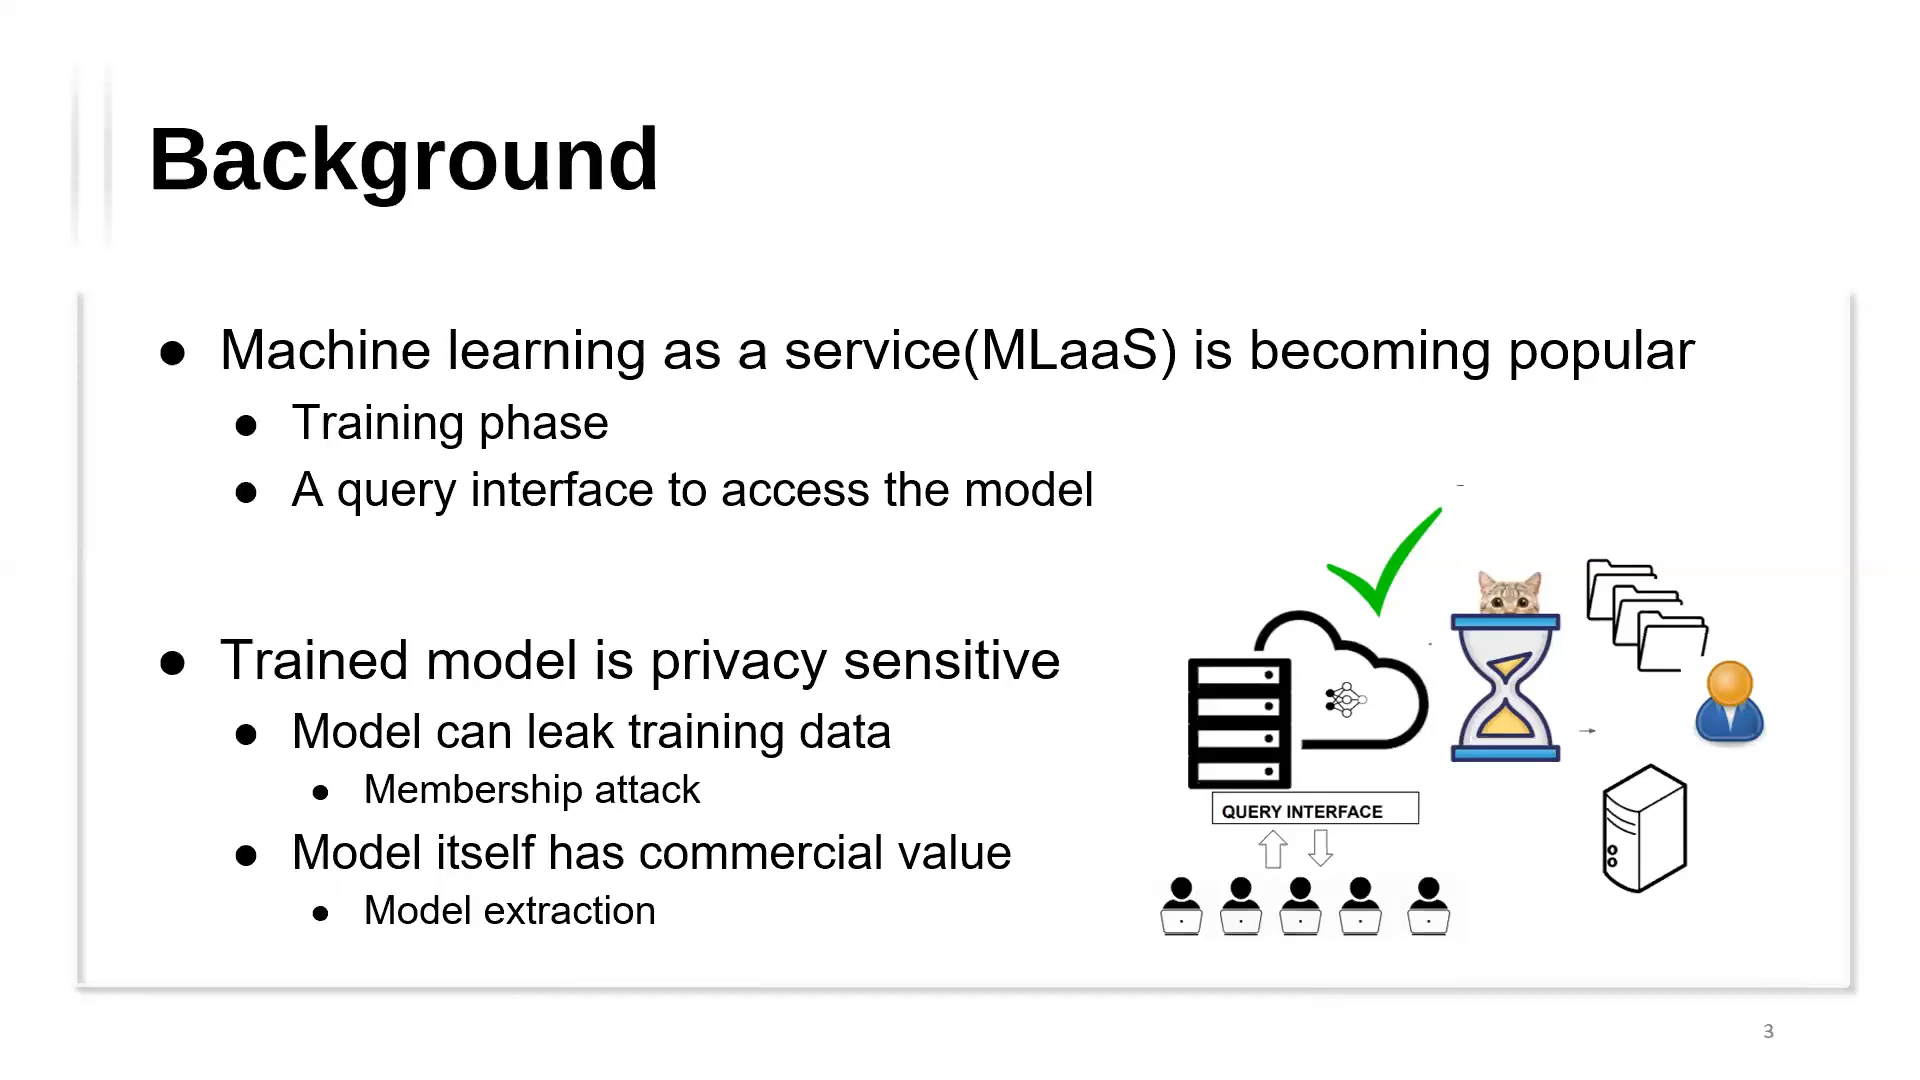 Background
● Machine learning as a service(MLaaS) is becoming popular
● Training phase
● A query interface to access the model
● Trained model is privacy sensitive
● Model can leak training data
● Membership attack
● Model itself has commercial value
● Model extraction
QUERY INTERFACE
3